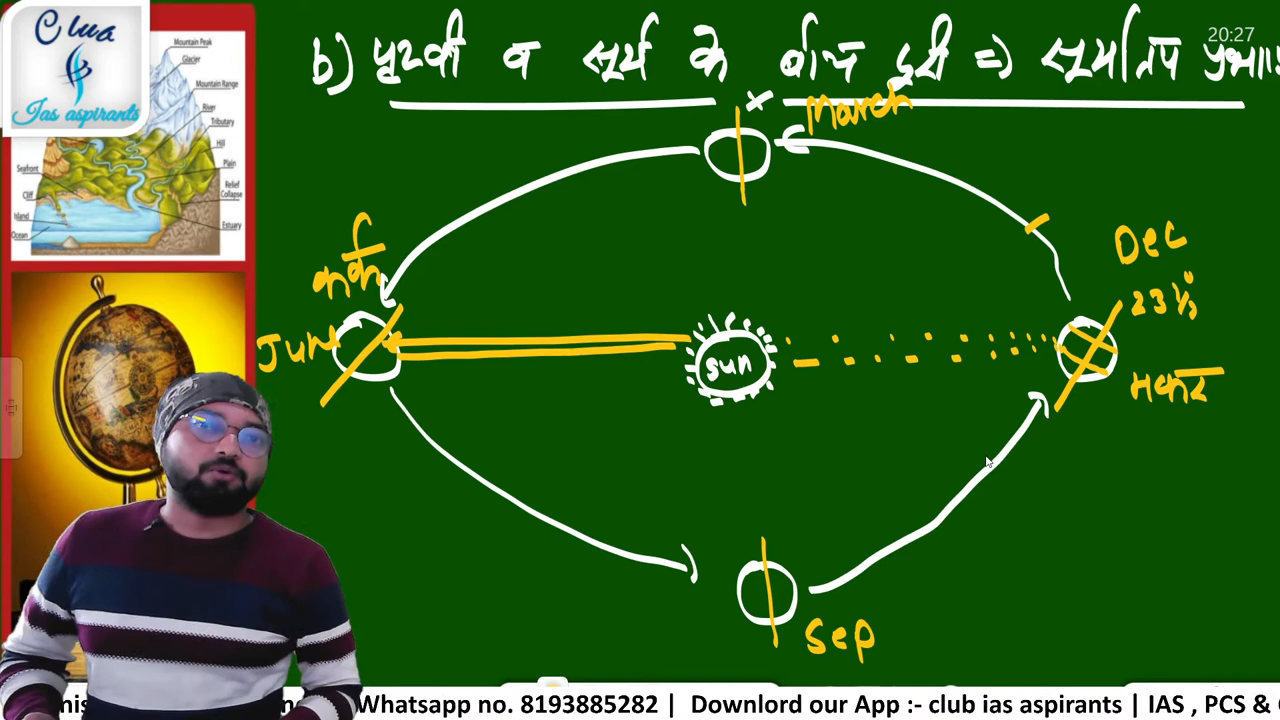 Clua
Ias aspirants
Mountain Peak
Glacier
Mountain Range
River
Tributary
Hill
Plain
Seafront
Relief
Collapse
Cliff
Island
Estuary
Ocean
20:27
b) पृथ्वी व सूर्य के बीच दूरी => सूर्यातप
March
Dec
23½°
मकर
कर्क
June
sun
Sep
Whatsapp no. 8193885282 | Downlord our App :- club ias aspirants | IAS , PCS &